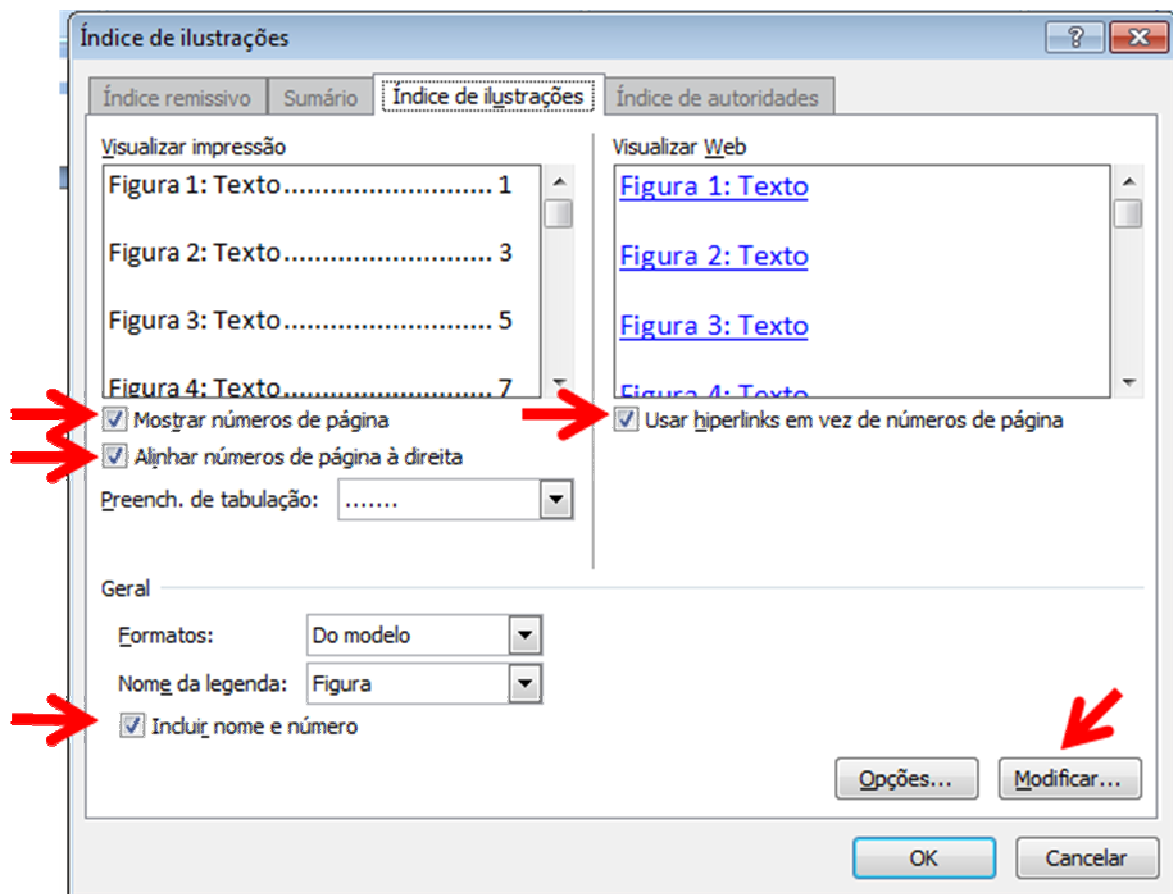 Índice de ilustrações
Índice remissivo
Sumário
Índice de ilustrações
Índice de autoridades
Visualizar impressão
Figura 1: Texto........................... 1
Figura 2: Texto........................... 3
Figura 3: Texto........................... 5
Figura 4: Texto........................... 7
Mostrar números de página
Alinhar números de página à direita
Preench. de tabulação: .......
Visualizar Web
Figura 1: Texto
Figura 2: Texto
Figura 3: Texto
Figura 4: Texto
Usar hiperlinks em vez de números de página
Geral
Formatos: Do modelo
Nome da legenda: Figura
Incluir nome e número
Opções... Modificar...
OK Cancelar